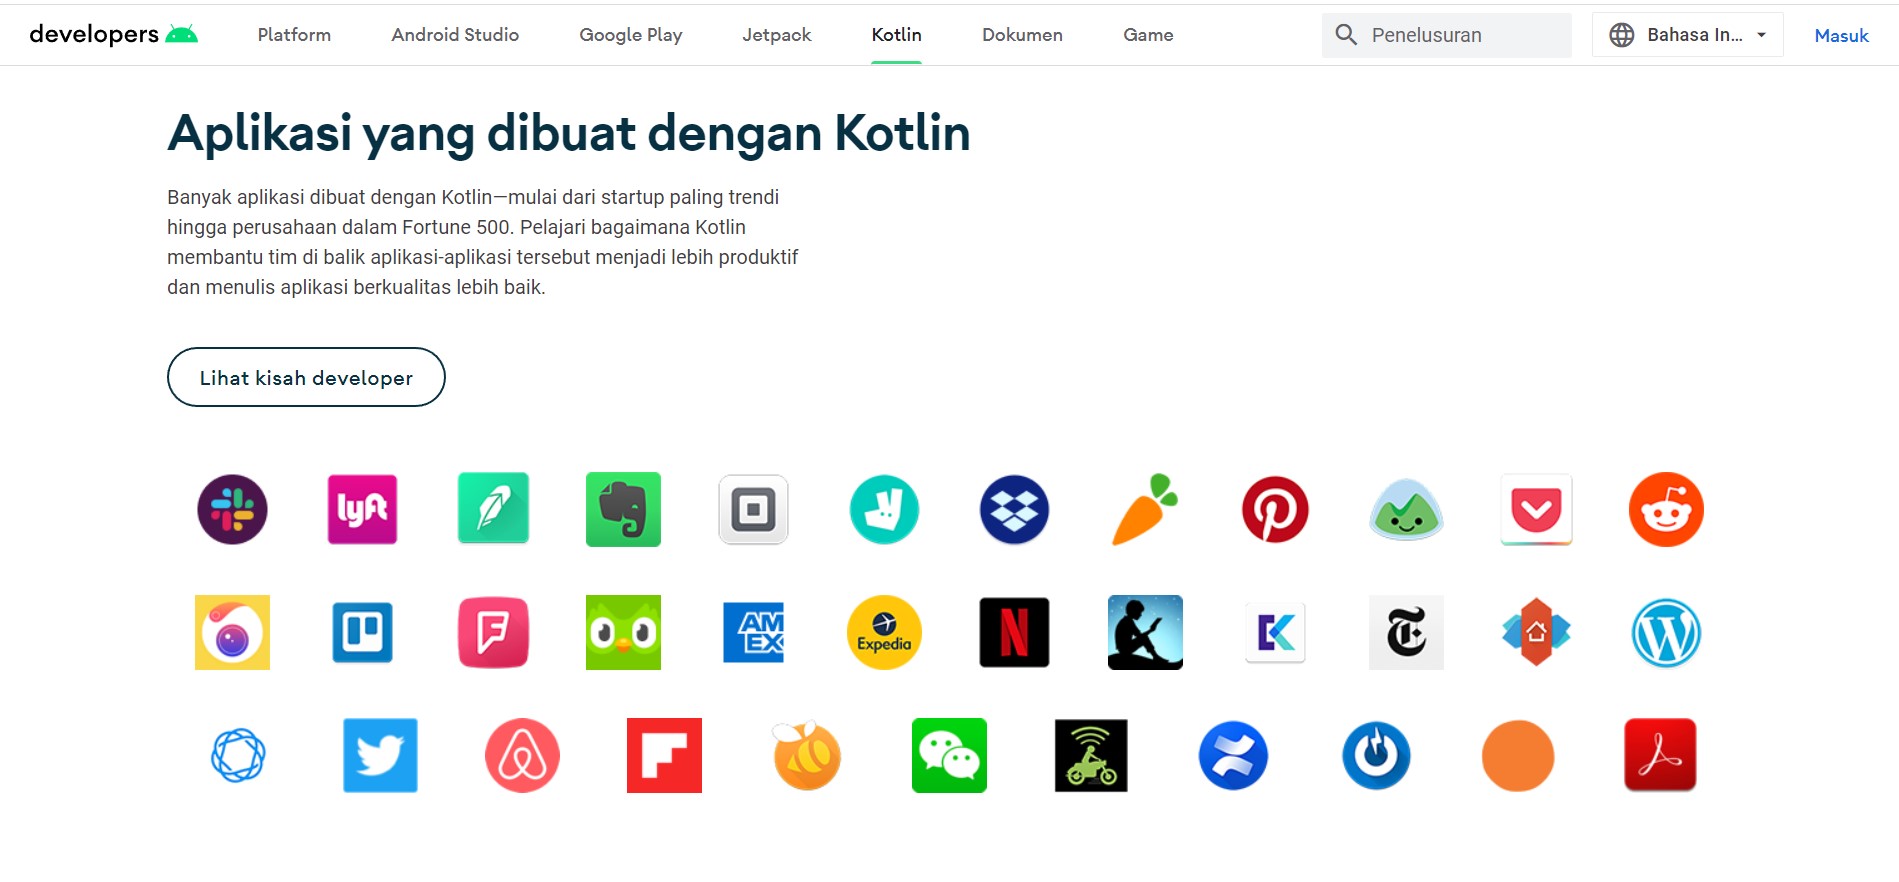 developers
Platform
Android Studio
Google Play
Jetpack
Kotlin
Dokumen
Game
Penelusuran
Bahasa In...
Masuk
Aplikasi yang dibuat dengan Kotlin
Banyak aplikasi dibuat dengan Kotlin—mulai dari startup paling trendi
hingga perusahaan dalam Fortune 500. Pelajari bagaimana Kotlin
membantu tim di balik aplikasi-aplikasi tersebut menjadi lebih produktif
dan menulis aplikasi berkualitas lebih baik.
Lihat kisah developer
lyft
AM
EX
Expedia
N
K
T
W